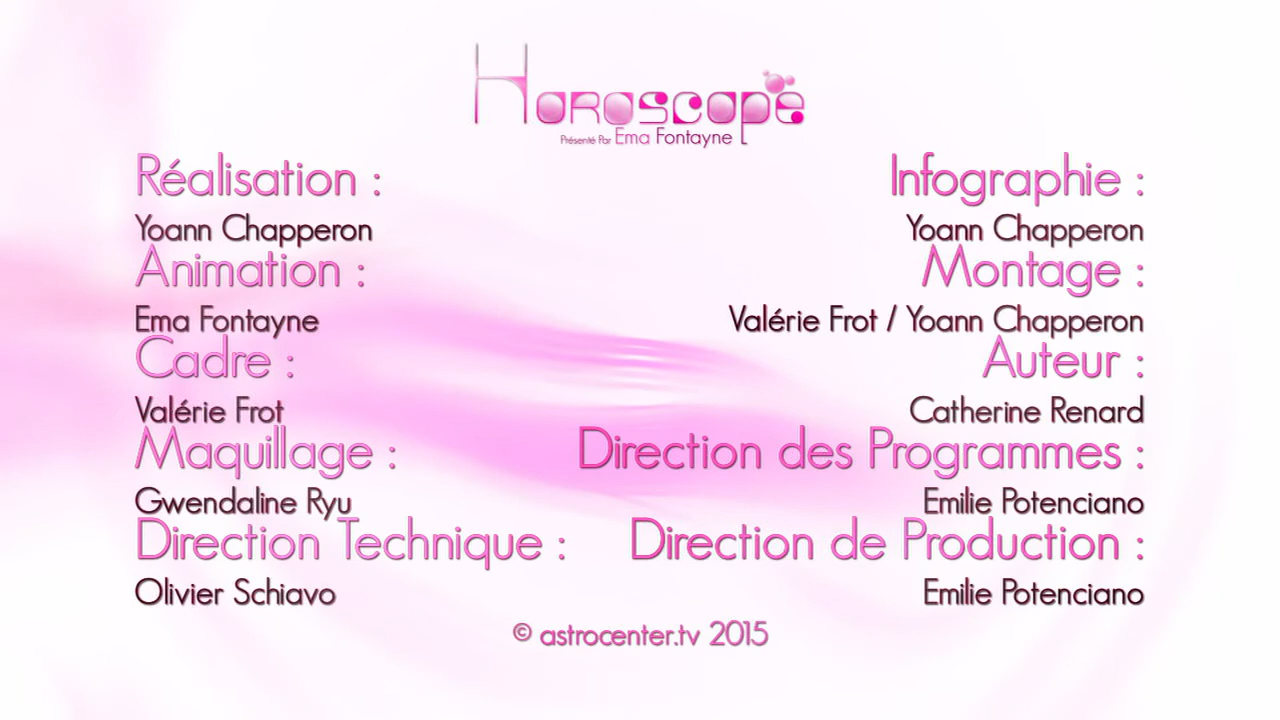 Horoscope
Présenté Par Ema Fontayne
Réalisation :
Yoann Chapperon
Animation :
Ema Fontayne
Cadre :
Valérie Frot
Maquillage :
Gwendaline Ryu
Direction Technique :
Olivier Schiavo
Infographie :
Yoann Chapperon
Montage :
Valérie Frot / Yoann Chapperon
Auteur :
Catherine Renard
Direction des Programmes :
Emilie Potenciano
Direction de Production :
Emilie Potenciano
© astrocenter.tv 2015